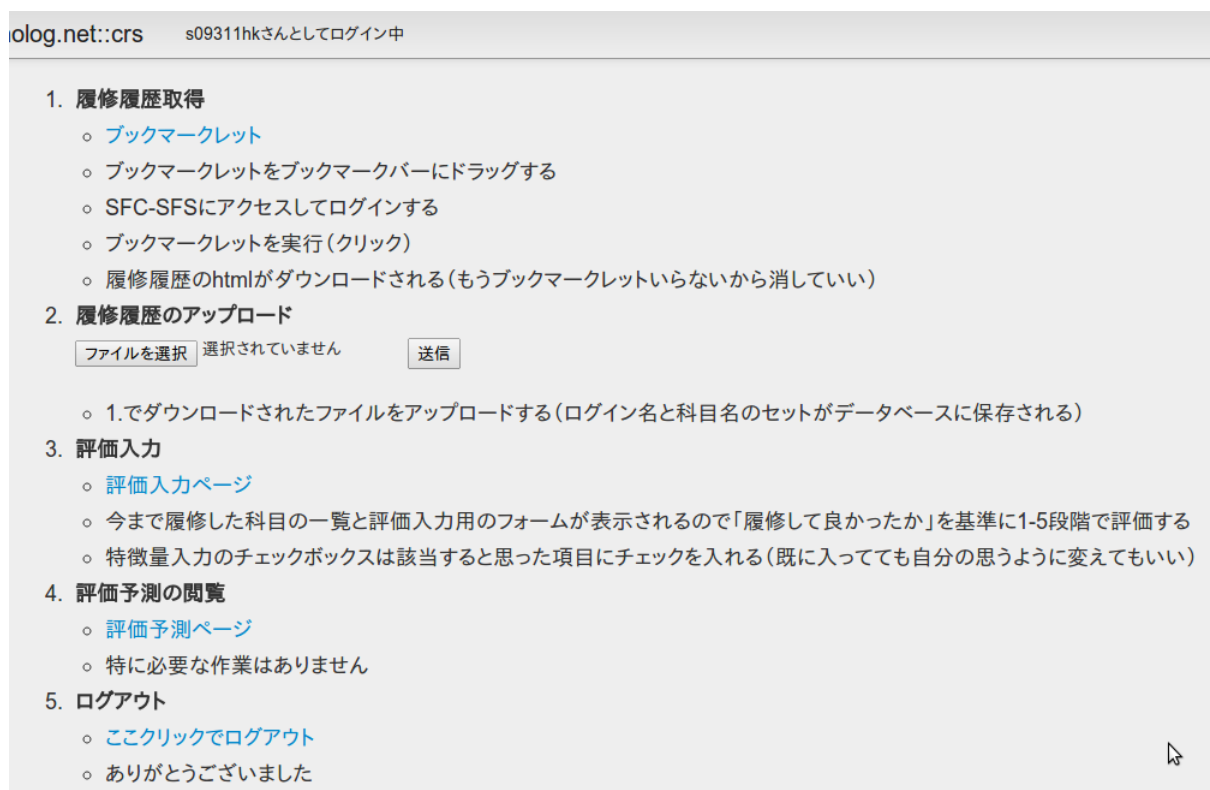 olog.net::crs s09311hkさんとしてログイン中
1. 履修履歴取得
ブックマークレット
ブックマークレットをブックマークバーにドラッグする
SFC-SFSにアクセスしてログインする
ブックマークレットを実行（クリック）
履修履歴のhtmlがダウンロードされる（もうブックマークレットいらないから消していい）
2. 履修履歴のアップロード
ファイルを選択 選択されていません 送信
1.でダウンロードされたファイルをアップロードする（ログイン名と科目名のセットがデータベースに保存される）
3. 評価入力
評価入力ページ
今まで履修した科目の一覧と評価入力用のフォームが表示されるので「履修して良かったか」を基準に1-5段階で評価する
特徴量入力のチェックボックスは該当すると思った項目にチェックを入れる（既に入ってても自分の思うように変えてもいい）
4. 評価予測の閲覧
評価予測ページ
特に必要な作業はありません
5. ログアウト
ここクリックでログアウト
ありがとうございました